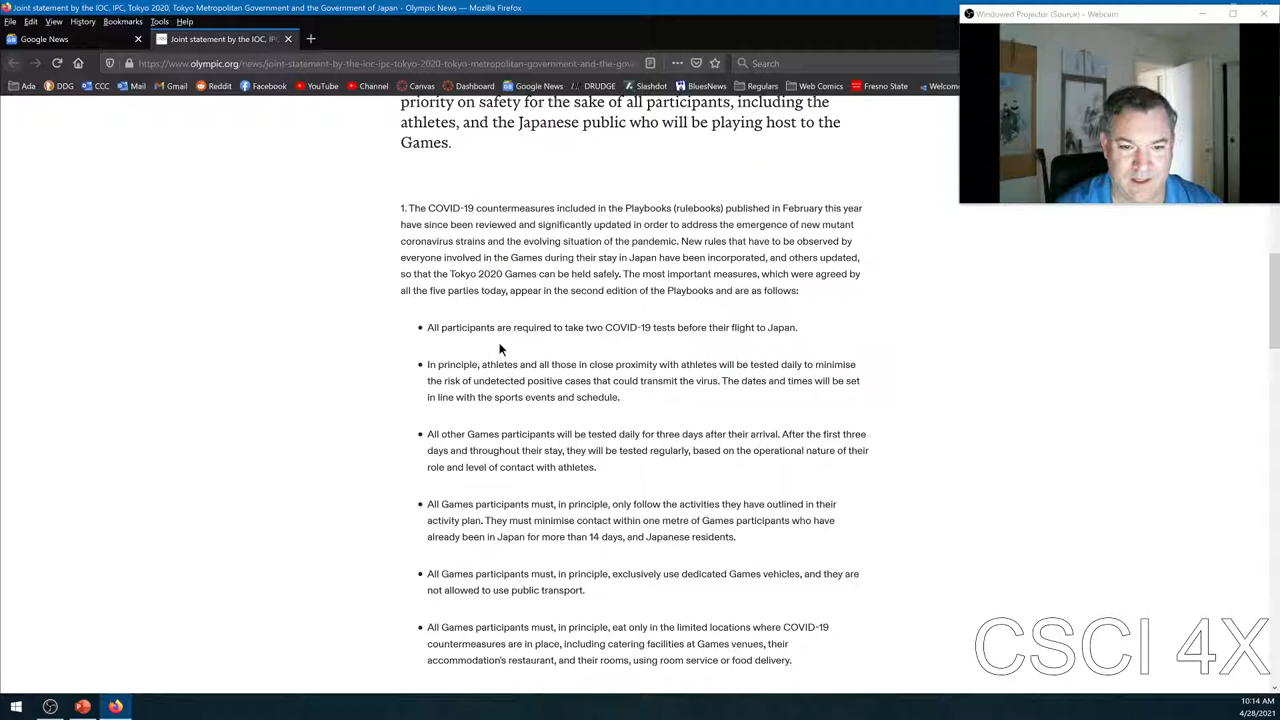 Joint statement by the IOC, IPC, Tokyo 2020, Tokyo Metropolitan Government and the Government of Japan - Olympic News — Mozilla Firefox
File Edit View History Bookmarks Tools Help
Windowed Projector (Source) - Webcam
Google News
Joint statement by the IOC, IPC,
https://www.olympic.org/news/joint-statement-by-the-ioc-ipc-tokyo-2020-tokyo-metropolitan-government-and-the-gov
Search
Ada DDG CCC Mail Gmail Reddit Facebook YouTube Channel Canvas Dashboard Google News DRUDGE Slashdot BluesNews Regulars Web Comics Fresno State Welcom
priority on safety for the sake of all participants, including the
athletes, and the Japanese public who will be playing host to the
Games.
1. The COVID-19 countermeasures included in the Playbooks (rulebooks) published in February this year
have since been reviewed and significantly updated in order to address the emergence of new mutant
coronavirus strains and the evolving situation of the pandemic. New rules that have to be observed by
everyone involved in the Games during their stay in Japan have been incorporated, and others updated,
so that the Tokyo 2020 Games can be held safely. The most important measures, which were agreed by
all the five parties today, appear in the second edition of the Playbooks and are as follows:
• All participants are required to take two COVID-19 tests before their flight to Japan.
• In principle, athletes and all those in close proximity with athletes will be tested daily to minimise
the risk of undetected positive cases that could transmit the virus. The dates and times will be set
in line with the sports events and schedule.
• All other Games participants will be tested daily for three days after their arrival. After the first three
days and throughout their stay, they will be tested regularly, based on the operational nature of their
role and level of contact with athletes.
• All Games participants must, in principle, only follow the activities they have outlined in their
activity plan. They must minimise contact within one metre of Games participants who have
already been in Japan for more than 14 days, and Japanese residents.
• All Games participants must, in principle, exclusively use dedicated Games vehicles, and they are
not allowed to use public transport.
• All Games participants must, in principle, eat only in the limited locations where COVID-19
countermeasures are in place, including catering facilities at Games venues, their
accommodation's restaurant, and their rooms, using room service or food delivery.
CSCI 4X
10:14 AM
4/28/2021